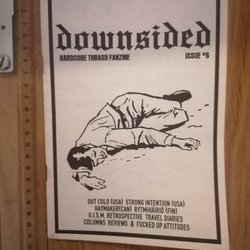 downsided
HARDCORE THRASH FANZINE ISSUE #6
OUT COLD (USA) STRONG INTENTION (USA)
HAYMAKER(CAN) RYTMIHÄIRIÖ (FIN)
G.I.S.M. RETROSPECTIVE TRAVEL DIARIES
COLUMNS REVIEWS & FUCKED UP ATTITUDES